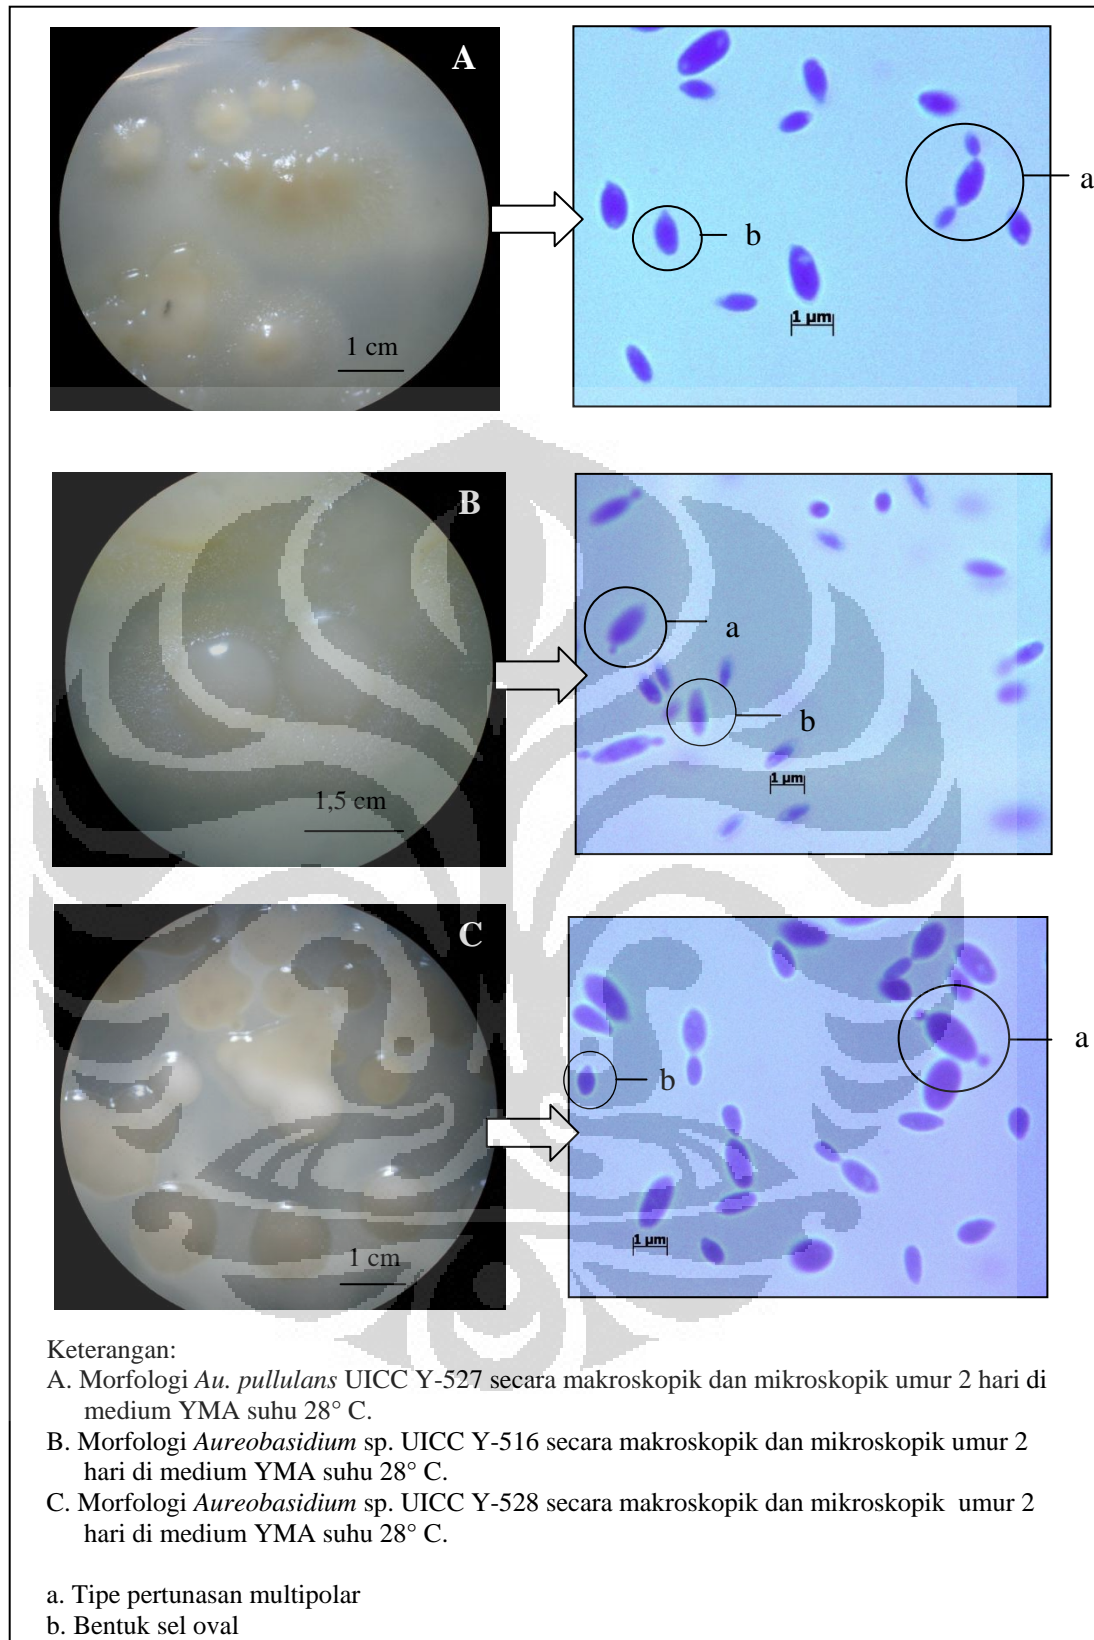 A
a
b
1 µm
1 cm
B
a
b
1 µm
1,5 cm
C
a
b
1 µm
1 cm
Keterangan:
A. Morfologi Au. pullulans UICC Y-527 secara makroskopik dan mikroskopik umur 2 hari di
medium YMA suhu 28° C.
B. Morfologi Aureobasidium sp. UICC Y-516 secara makroskopik dan mikroskopik umur 2
hari di medium YMA suhu 28° C.
C. Morfologi Aureobasidium sp. UICC Y-528 secara makroskopik dan mikroskopik umur 2
hari di medium YMA suhu 28° C.
a. Tipe pertunasan multipolar
b. Bentuk sel oval